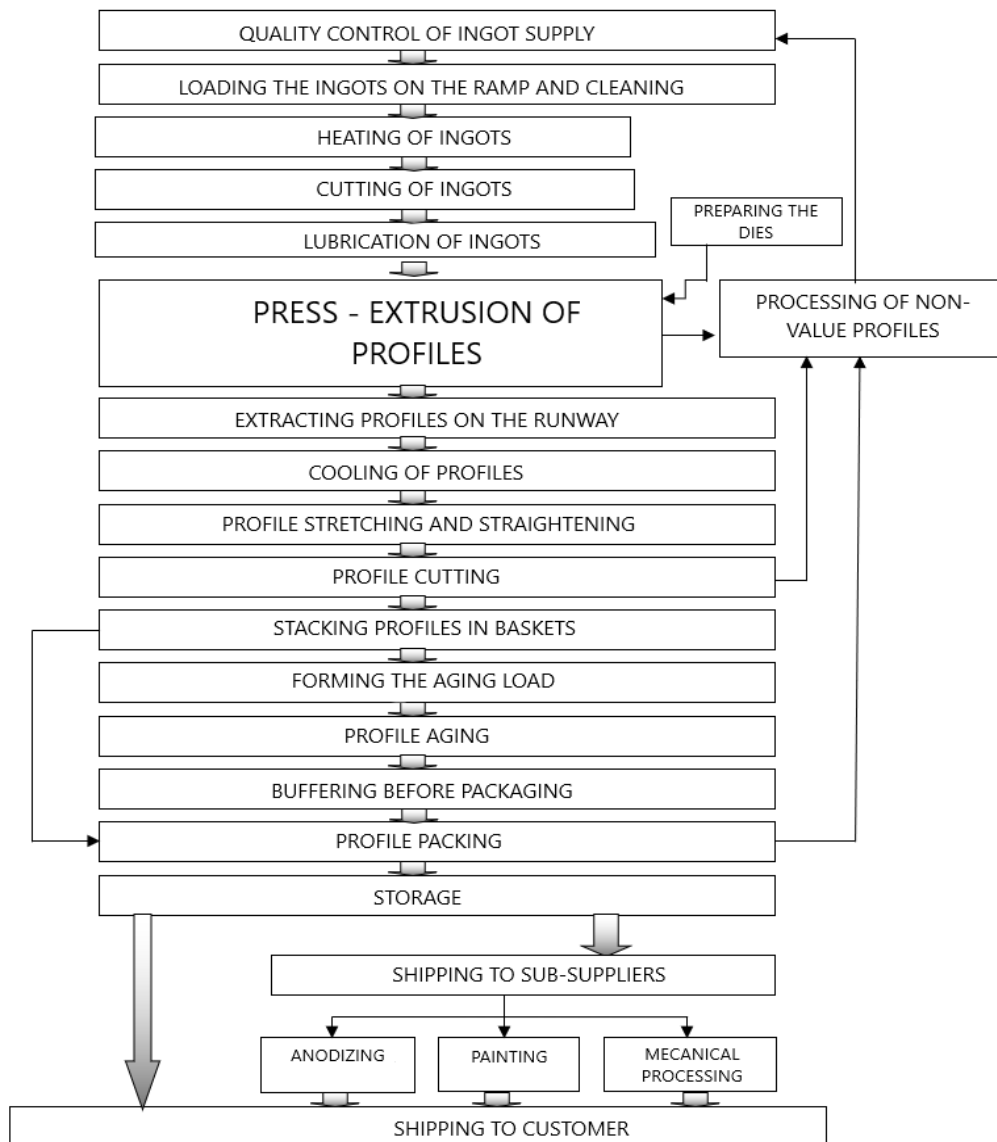 QUALITY CONTROL OF INGOT SUPPLY
LOADING THE INGOTS ON THE RAMP AND CLEANING
HEATING OF INGOTS
CUTTING OF INGOTS
PREPARING THE
DIES
LUBRICATION OF INGOTS
PRESS - EXTRUSION OF
PROFILES
PROCESSING OF NON-
VALUE PROFILES
EXTRACTING PROFILES ON THE RUNWAY
COOLING OF PROFILES
PROFILE STRETCHING AND STRAIGHTENING
PROFILE CUTTING
STACKING PROFILES IN BASKETS
FORMING THE AGING LOAD
PROFILE AGING
BUFFERING BEFORE PACKAGING
PROFILE PACKING
STORAGE
SHIPPING TO SUB-SUPPLIERS
ANODIZING
PAINTING
MECANICAL
PROCESSING
SHIPPING TO CUSTOMER